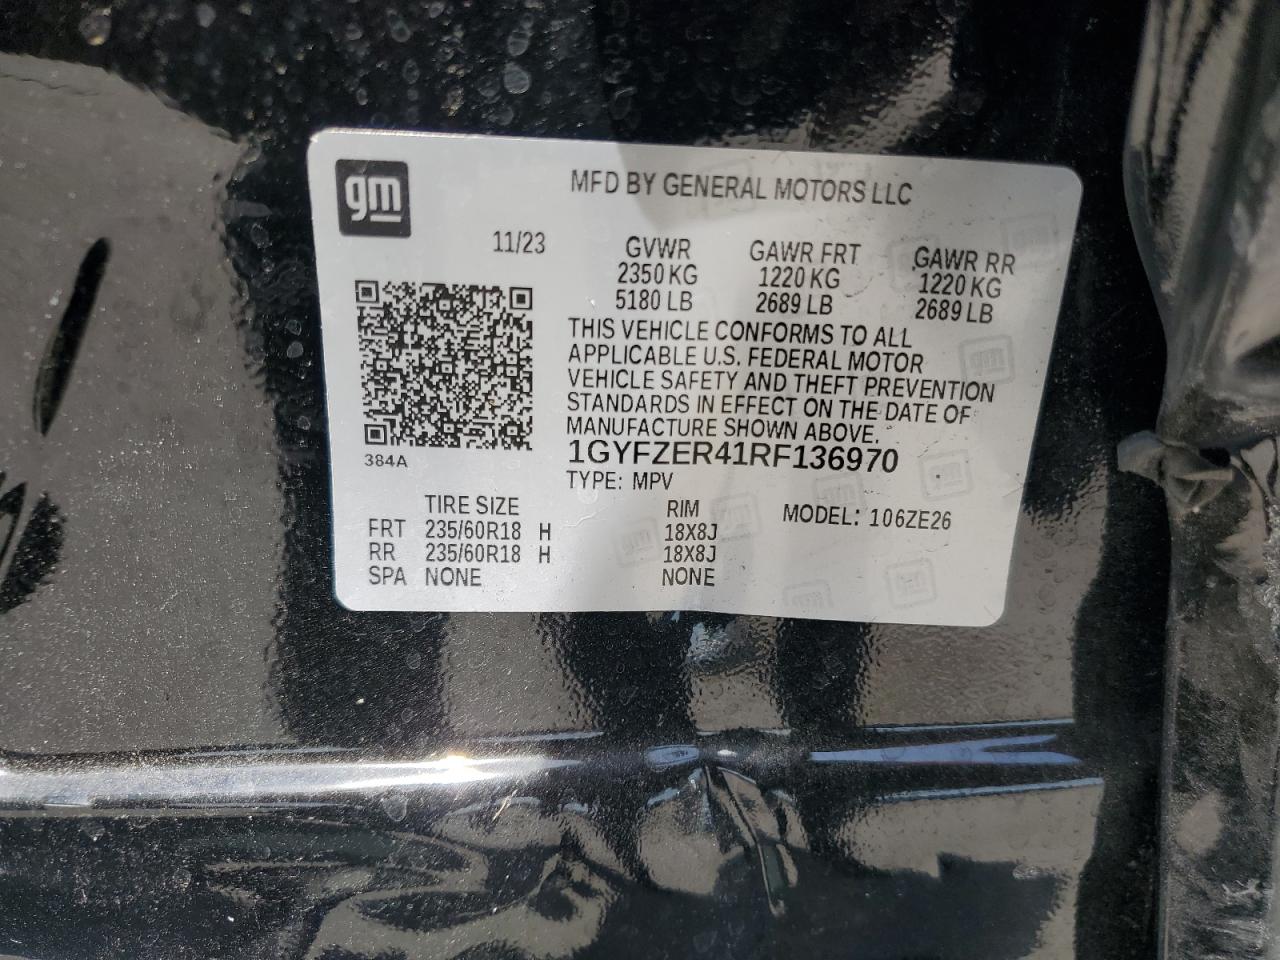 gm
MFD BY GENERAL MOTORS LLC
11/23
GVWR GAWR FRT GAWR RR
2350 KG 1220 KG 1220 KG
5180 LB 2689 LB 2689 LB
THIS VEHICLE CONFORMS TO ALL
APPLICABLE U.S. FEDERAL MOTOR
VEHICLE SAFETY AND THEFT PREVENTION
STANDARDS IN EFFECT ON THE DATE OF
MANUFACTURE SHOWN ABOVE.
1GYFZER41RF136970
384A
TYPE: MPV
TIRE SIZE RIM MODEL: 106ZE26
FRT 235/60R18 H 18X8J
RR 235/60R18 H 18X8J
SPA NONE NONE